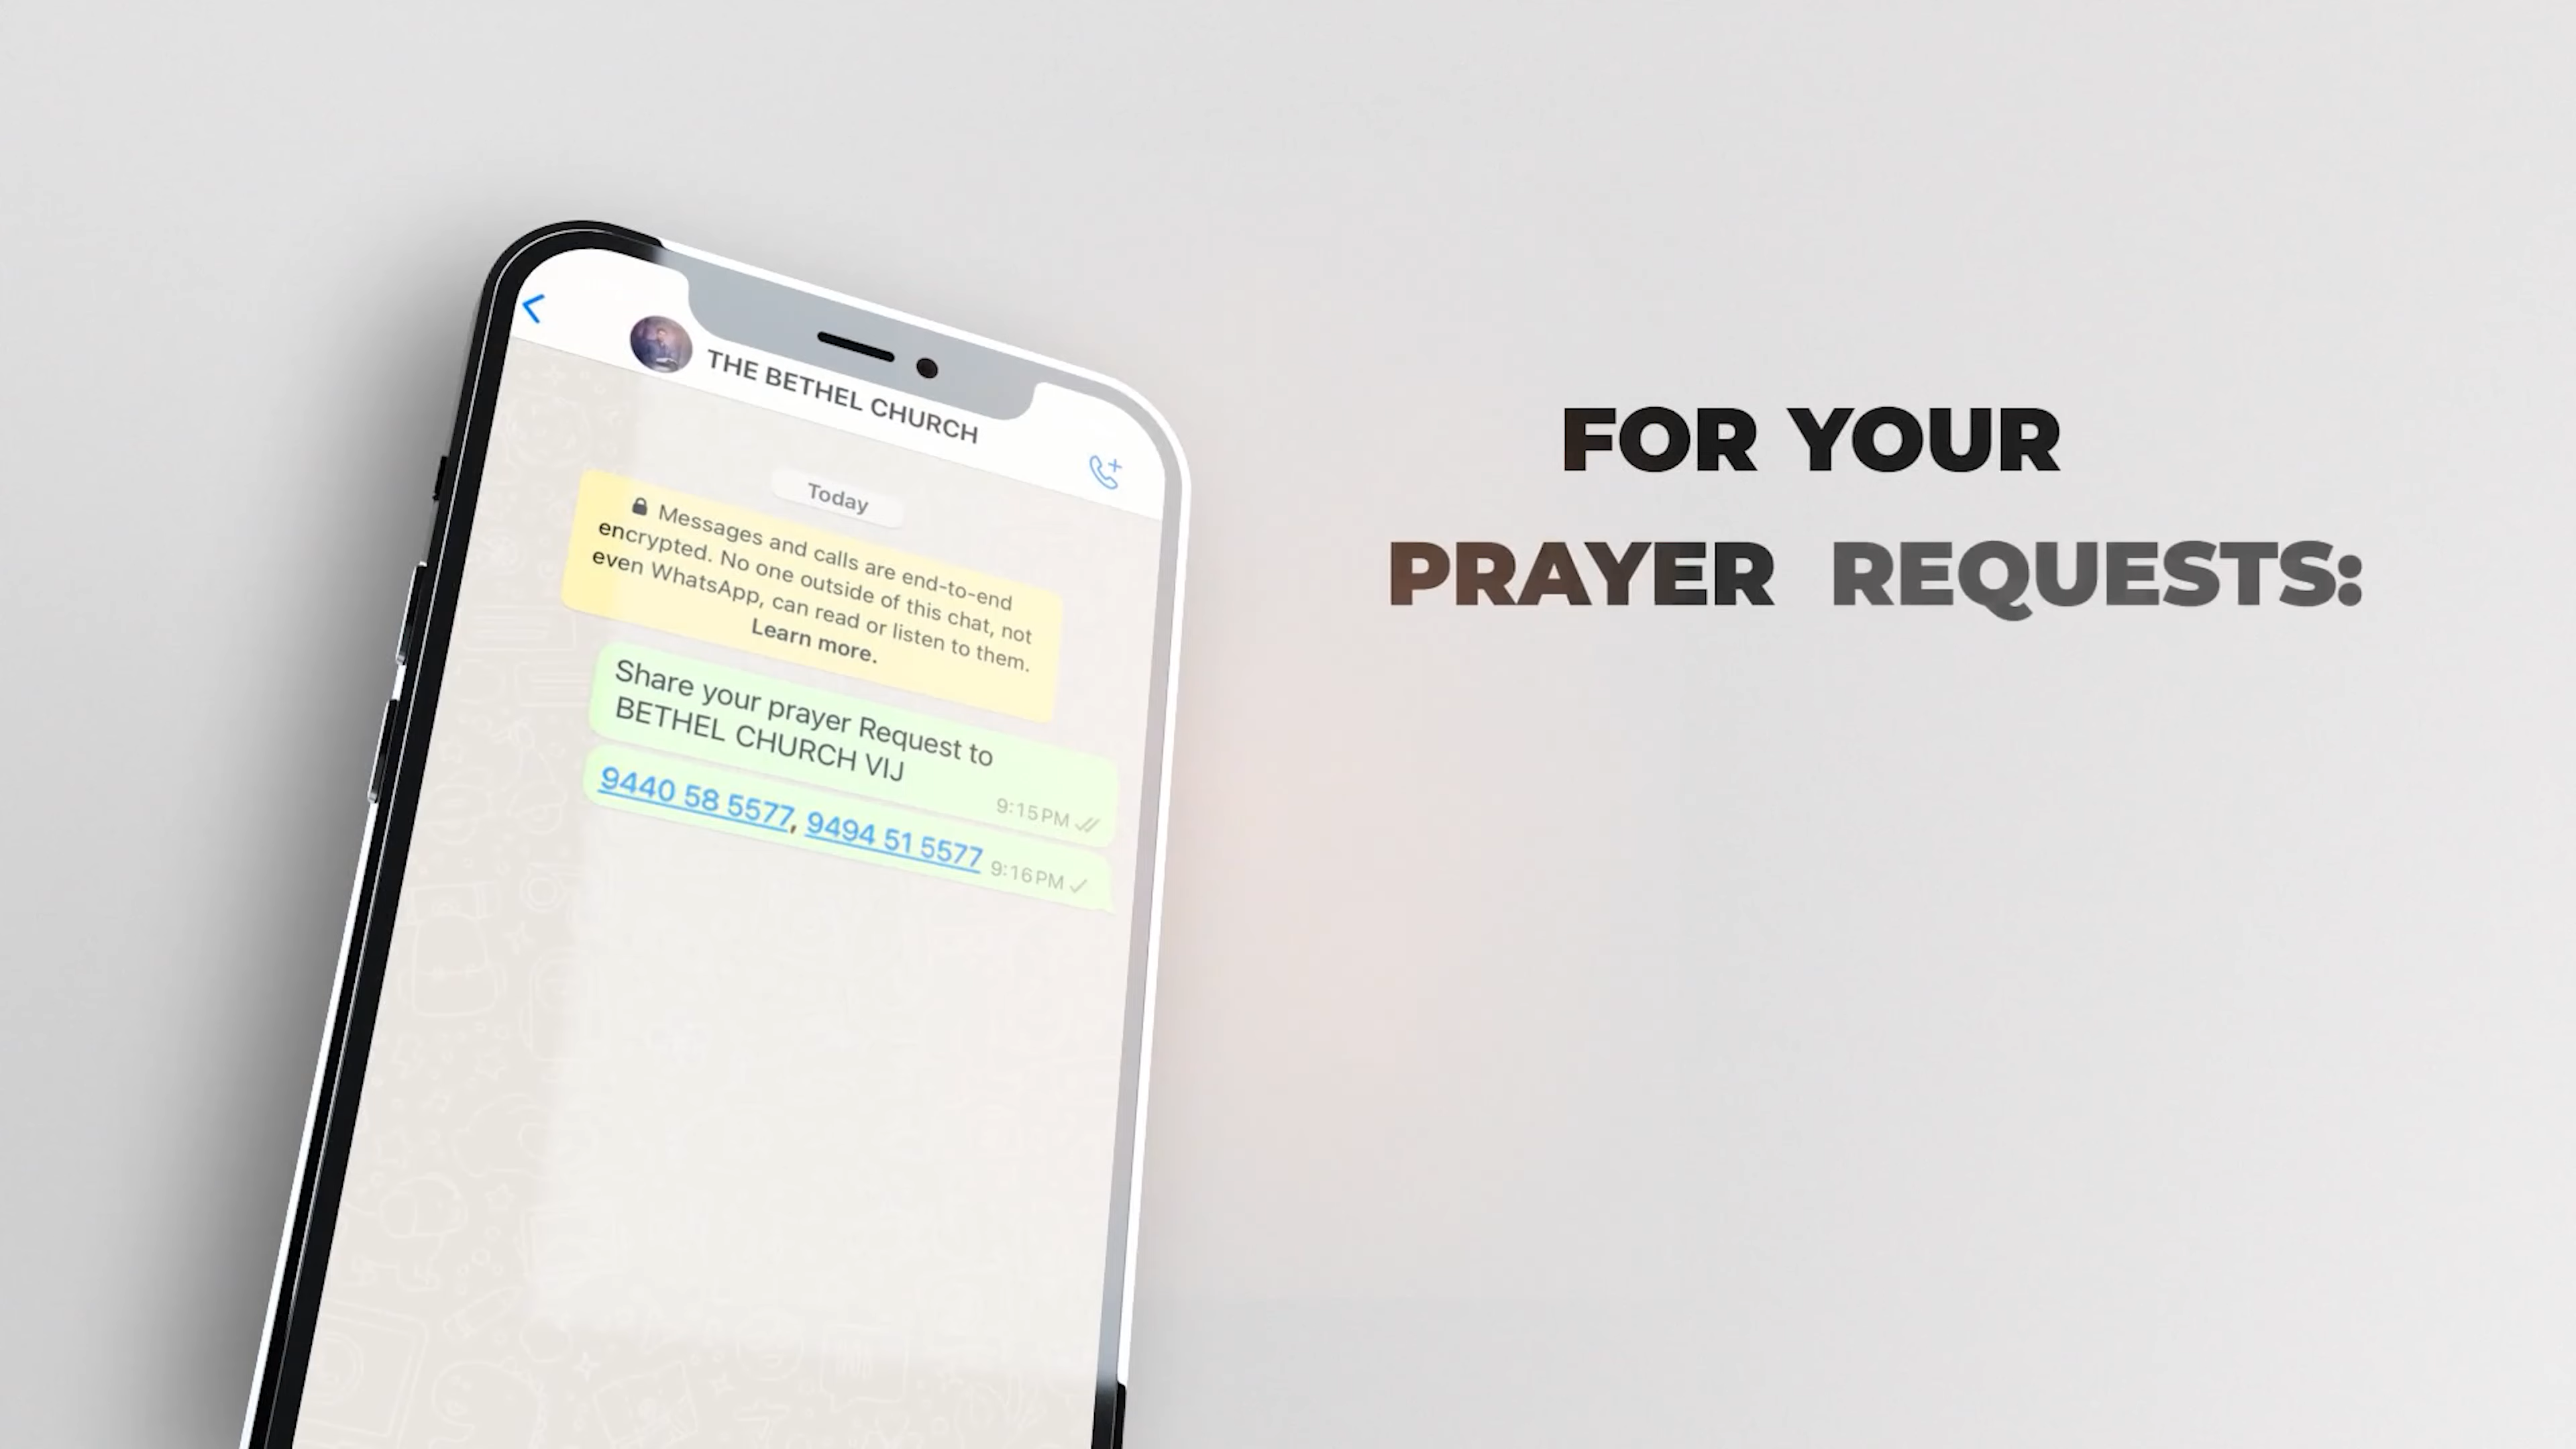 THE BETHEL CHURCH
Today
Messages and calls are end-to-end
encrypted. No one outside of this chat, not
even WhatsApp, can read or listen to them.
Learn more.
Share your prayer Request to
BETHEL CHURCH VIJ
9:15 PM
9440 58 5577, 9494 51 5577
9:16 PM
FOR YOUR
PRAYER REQUESTS: